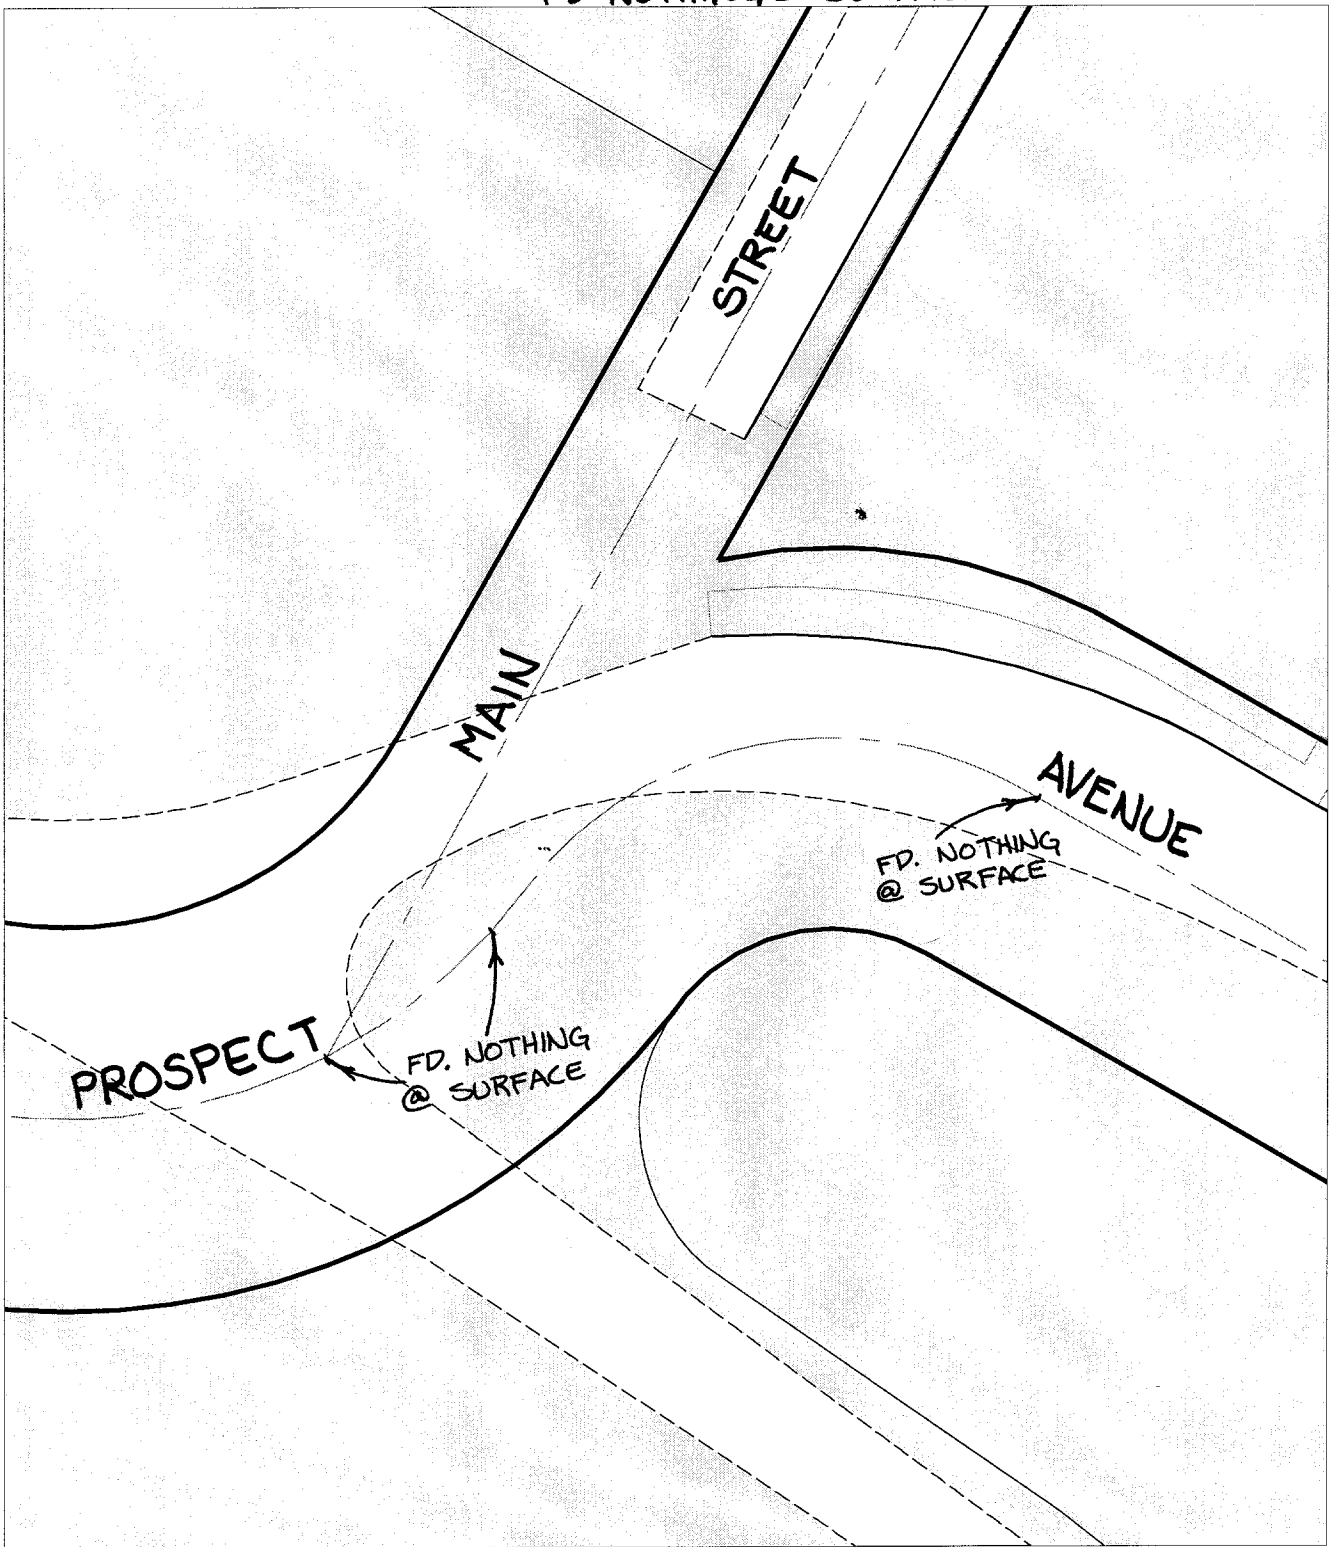 STREET
MAIN
AVENUE
FD. NOTHING
@ SURFACE
PROSPECT
FD. NOTHING
@ SURFACE